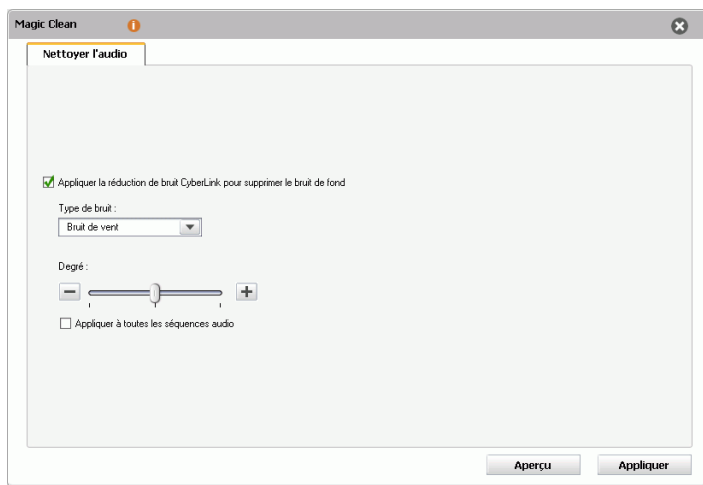 Magic Clean
Nettoyer l'audio
Appliquer la réduction de bruit CyberLink pour supprimer le bruit de fond
Type de bruit :
Bruit de vent
Degré :
Appliquer à toutes les séquences audio
Aperçu
Appliquer